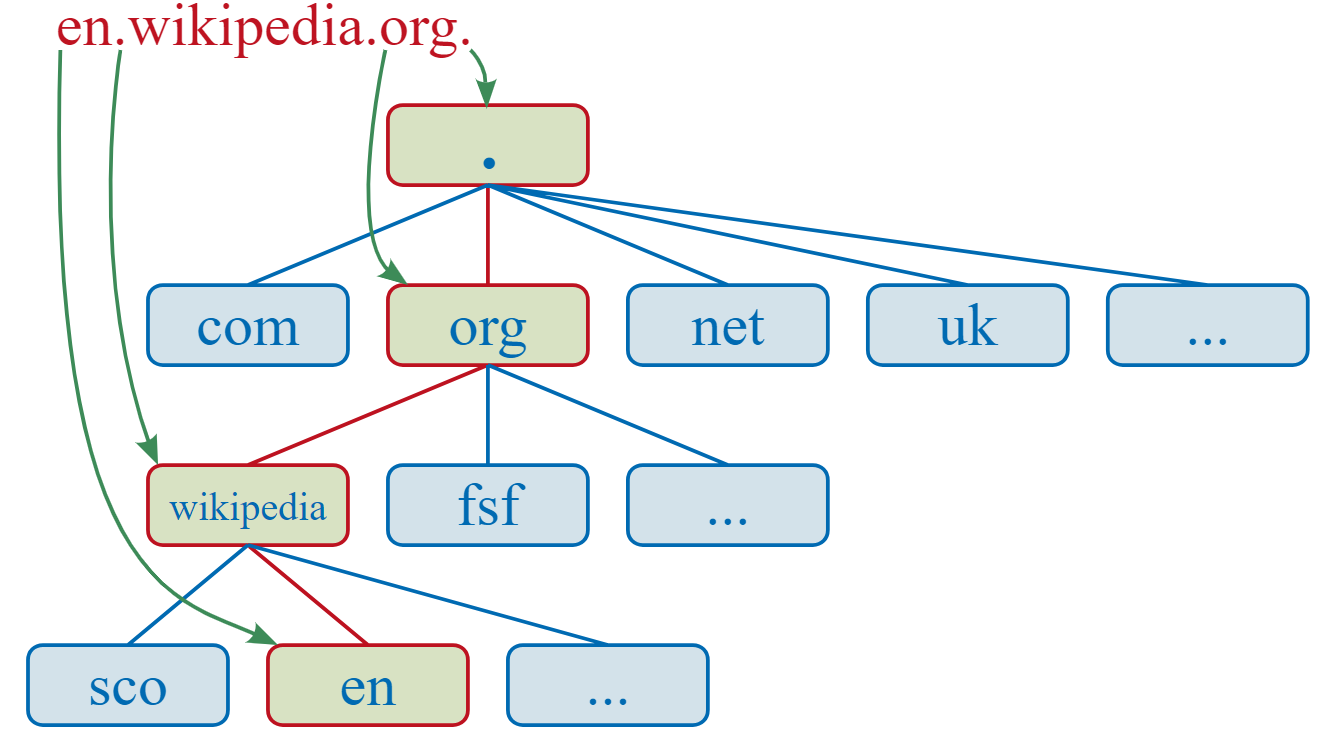 en.wikipedia.org.
.
com org net uk ...
wikipedia fsf ...
sco en ...